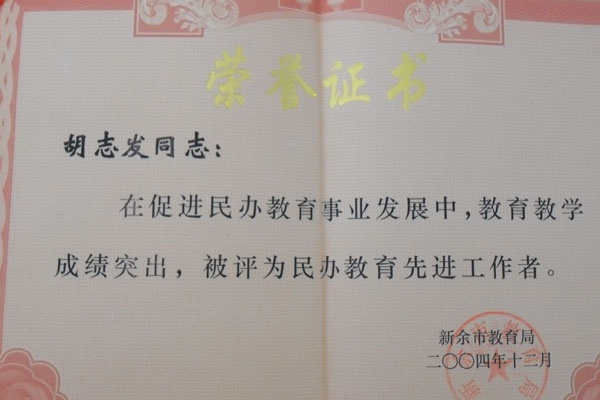 荣誉证书
胡志发同志：
在促进民办教育事业发展中，教育教学
成绩突出，被评为民办教育先进工作者。
新余市教育局
二〇〇四年十二月